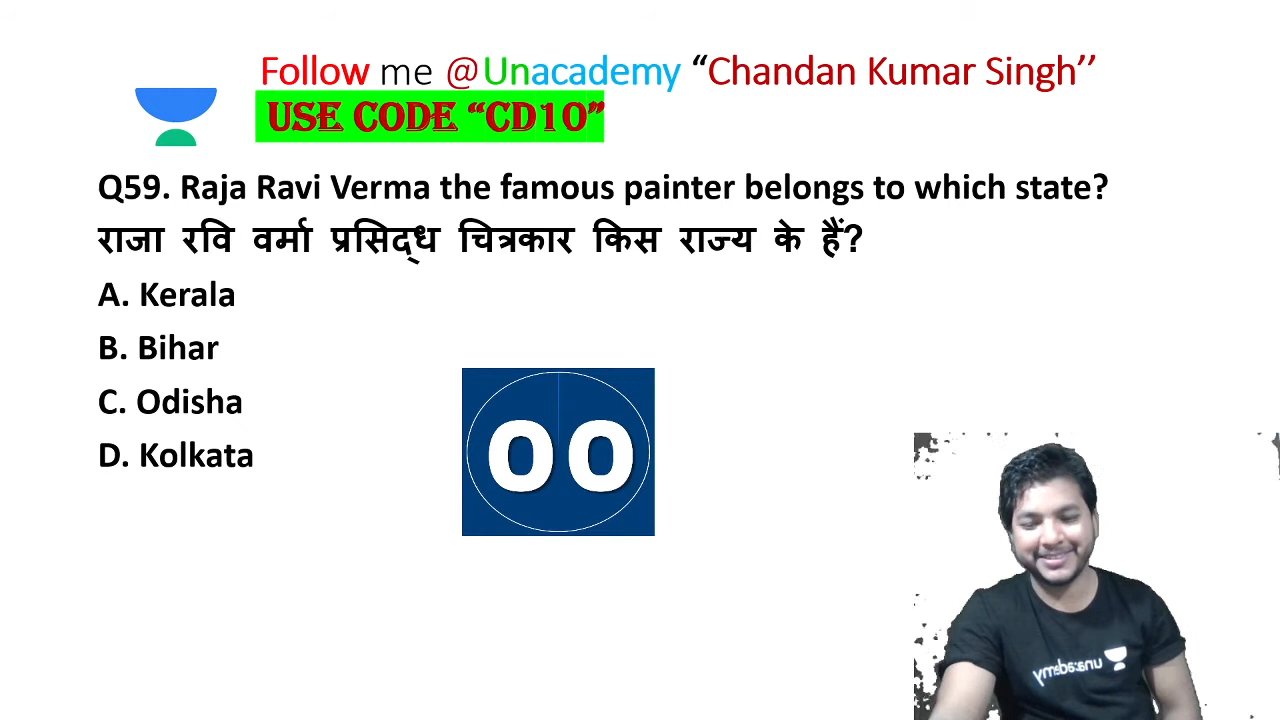 Follow me @Unacademy “Chandan Kumar Singh’’
USE CODE “CD10”
Q59. Raja Ravi Verma the famous painter belongs to which state?
राजा रवि वर्मा प्रसिद्ध चित्रकार किस राज्य के हैं?
A. Kerala
B. Bihar
C. Odisha
D. Kolkata
00
unacademy